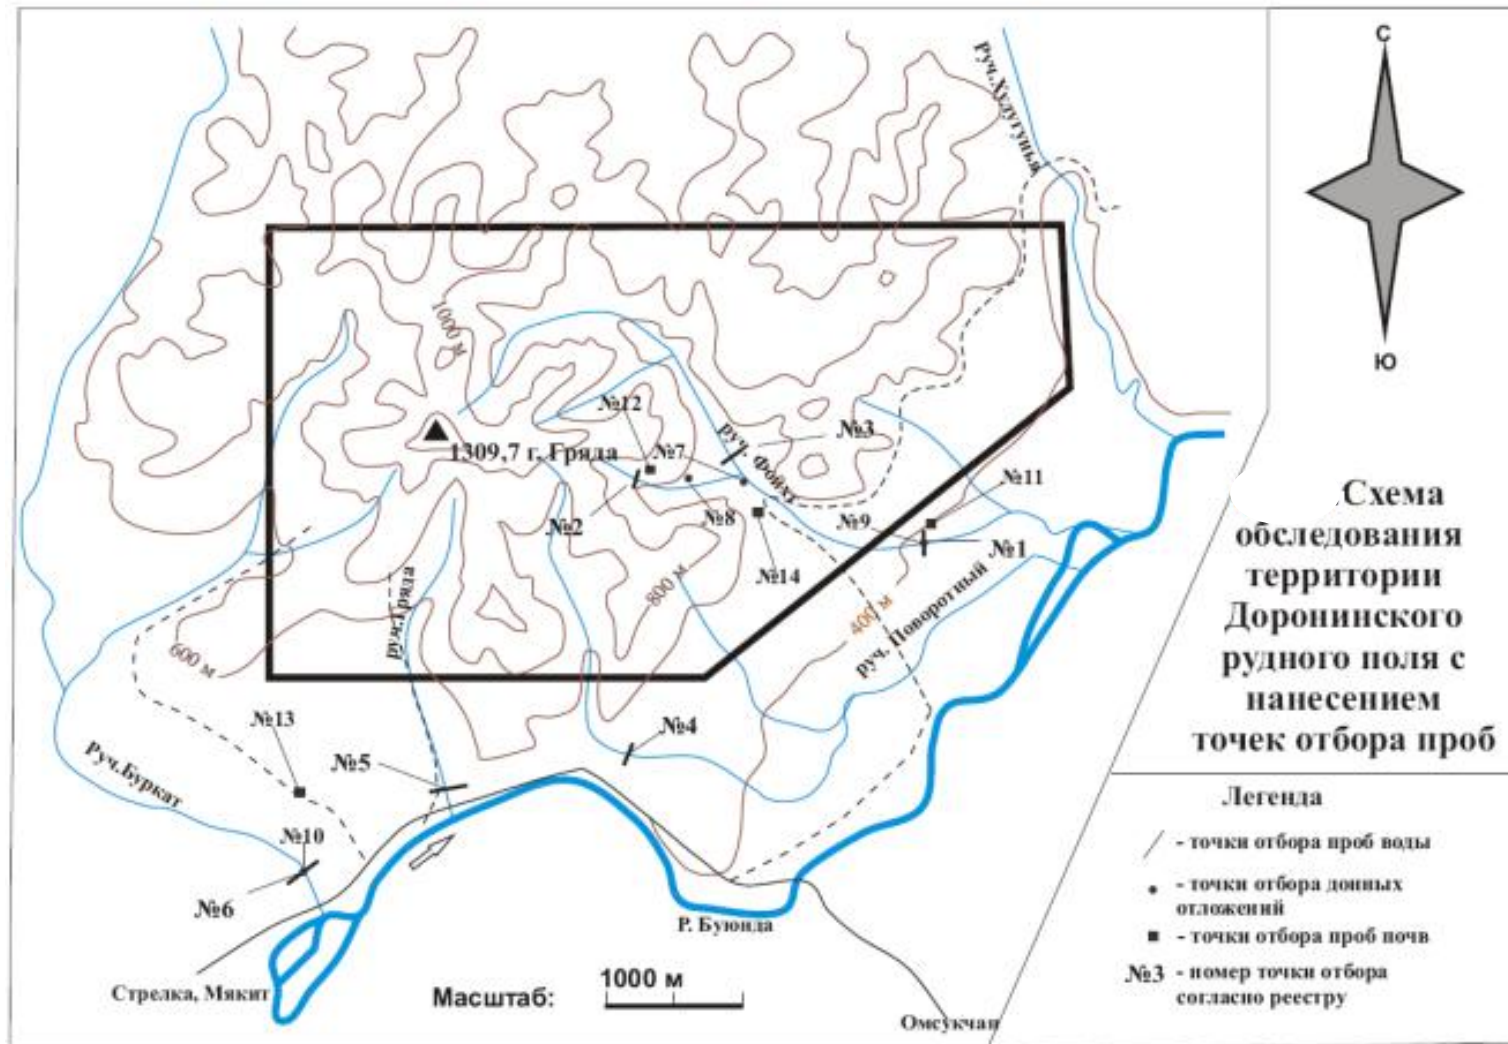 С
Ю
руч.Хулугунья
1000 м
1309,7 г. Гряда
№12
№7
руч. Фойхт
№3
№2
№8
№14
№9
№11
№1
800 м
400 м
руч. Поворотный
руч.Гряда
600 м
№13
№5
№4
Руч.Буркат
№10
№6
Р. Буюнда
Стрелка, Мякит
Омсукчан
Масштаб:
1000 м
Схема
обследования
территории
Доронинского
рудного поля с
нанесением
точек отбора проб
Легенда
- точки отбора проб воды
- точки отбора донных
отложений
- точки отбора проб почв
№3 - номер точки отбора
согласно реестру